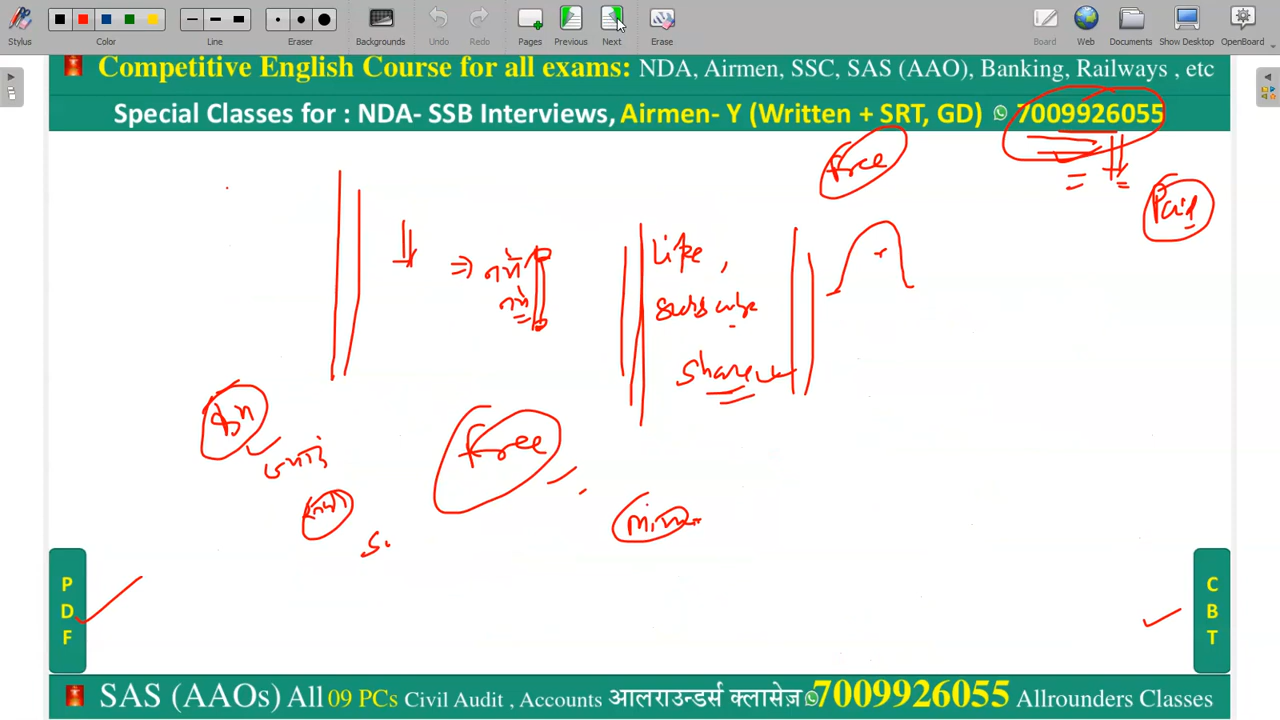 Stylus Color Line Eraser Backgrounds Undo Redo Pages Previous Next Erase Board Web Documents Show Desktop OpenBoard
Competitive English Course for all exams: NDA, Airmen, SSC, SAS (AAO), Banking, Railways , etc
Special Classes for : NDA- SSB Interviews, Airmen- Y (Written + SRT, GD) 7009926055
Free
Paid
Like,
subscribe
share
Free
PDF
CBT
SAS (AAOs) All 09 PCs Civil Audit , Accounts आलराउन्डर्स क्लासेज़ 7009926055 Allrounders Classes